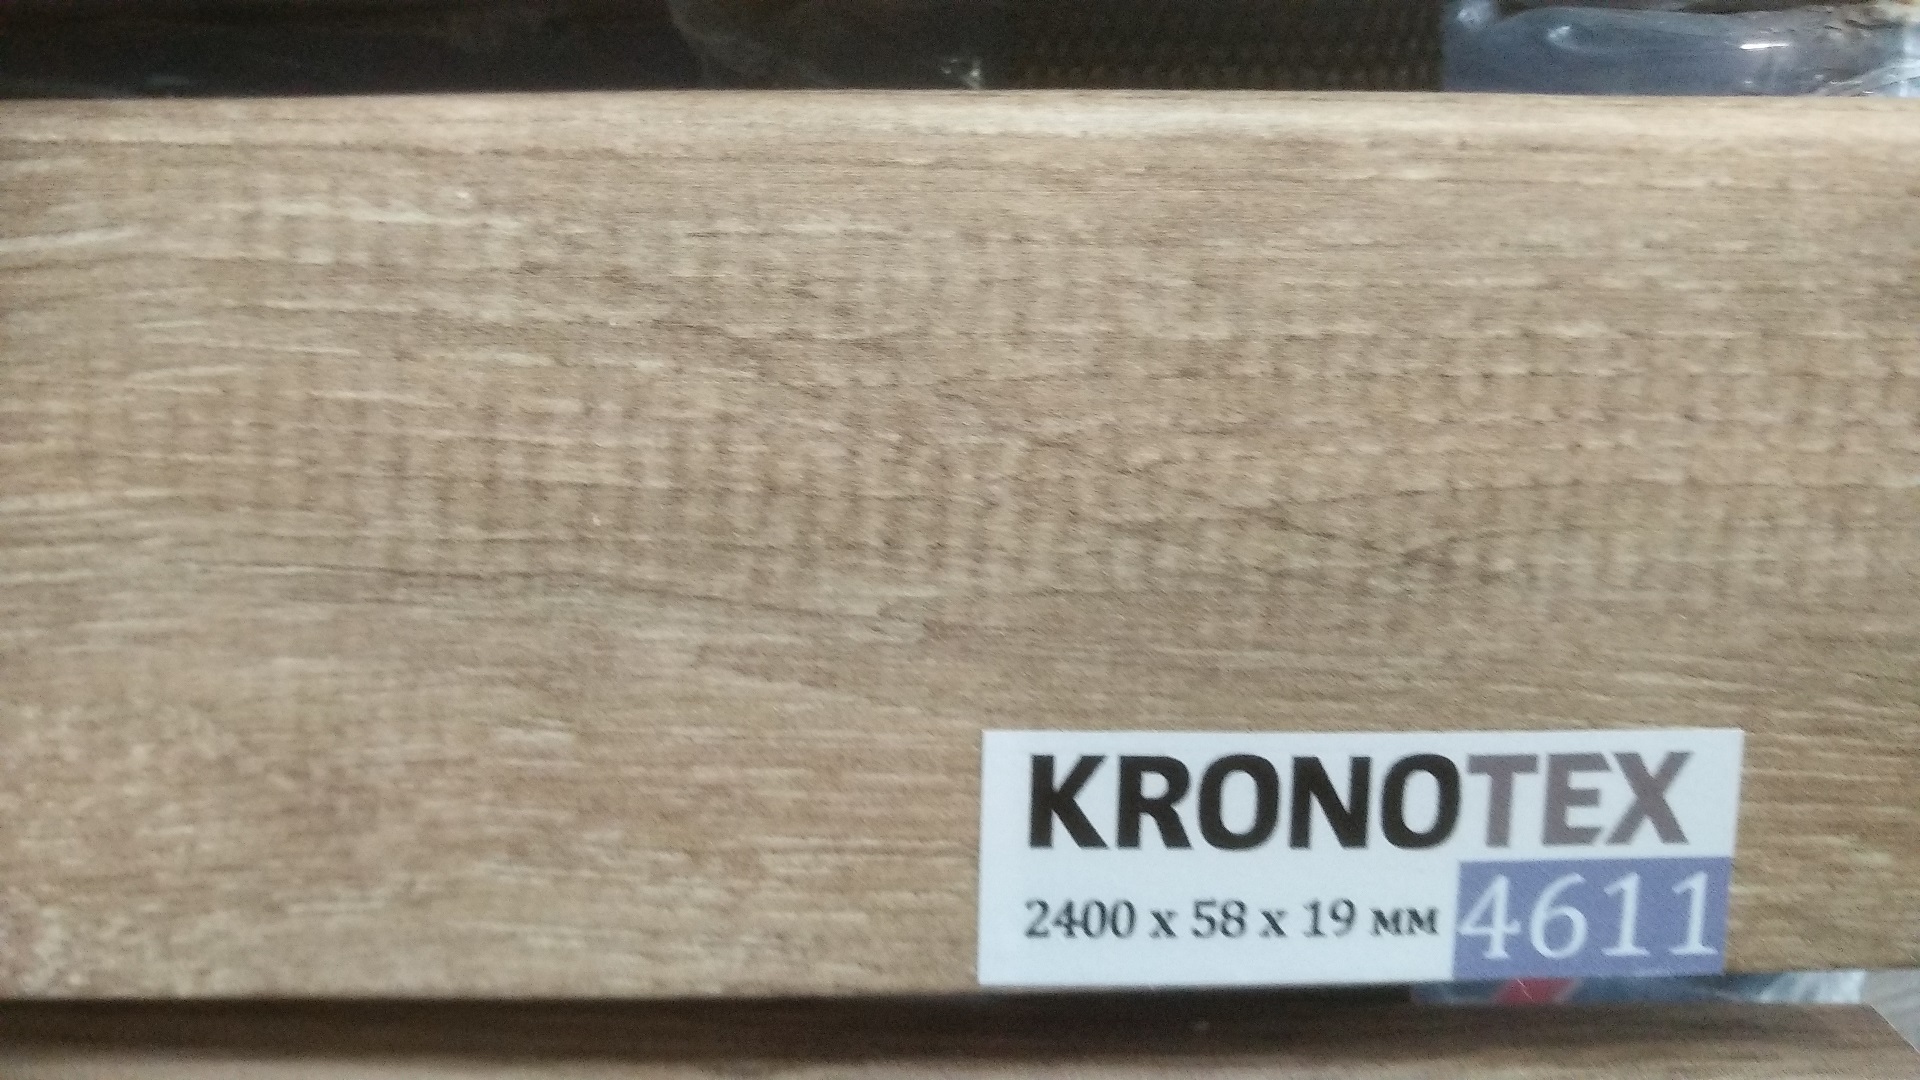 KRONOTEX
2400 x 58 x 19 мм 4611